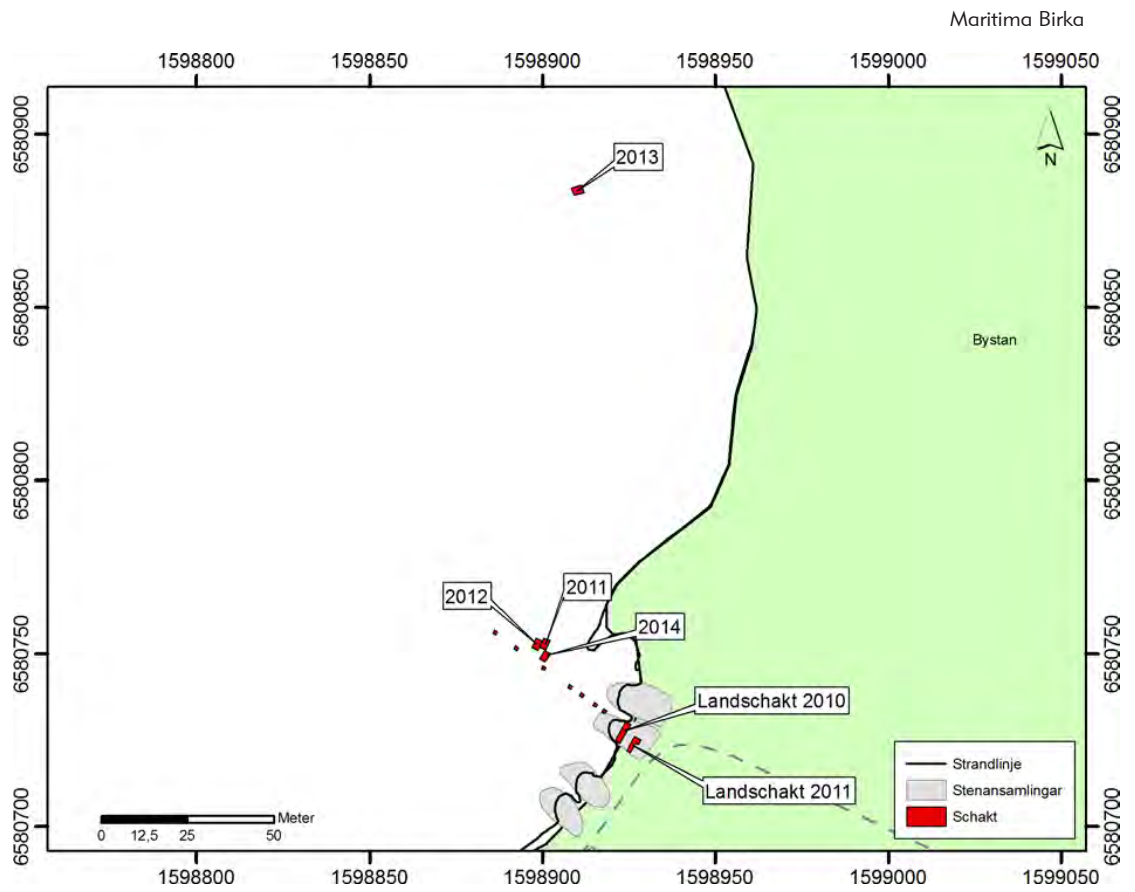 Maritima Birka
1598800 1598850 1598900 1598950 1599000 1599050
6580900 6580900
2013
N
6580850 6580850
Bystan
6580800 6580800
2012 2011
2014
6580750 6580750
Landschakt 2010
Landschakt 2011
Strandlinje
Stenansamlingar
Schakt
6580700 6580700
Meter
0 12,5 25 50
1598800 1598850 1598900 1598950 1599000 1599050